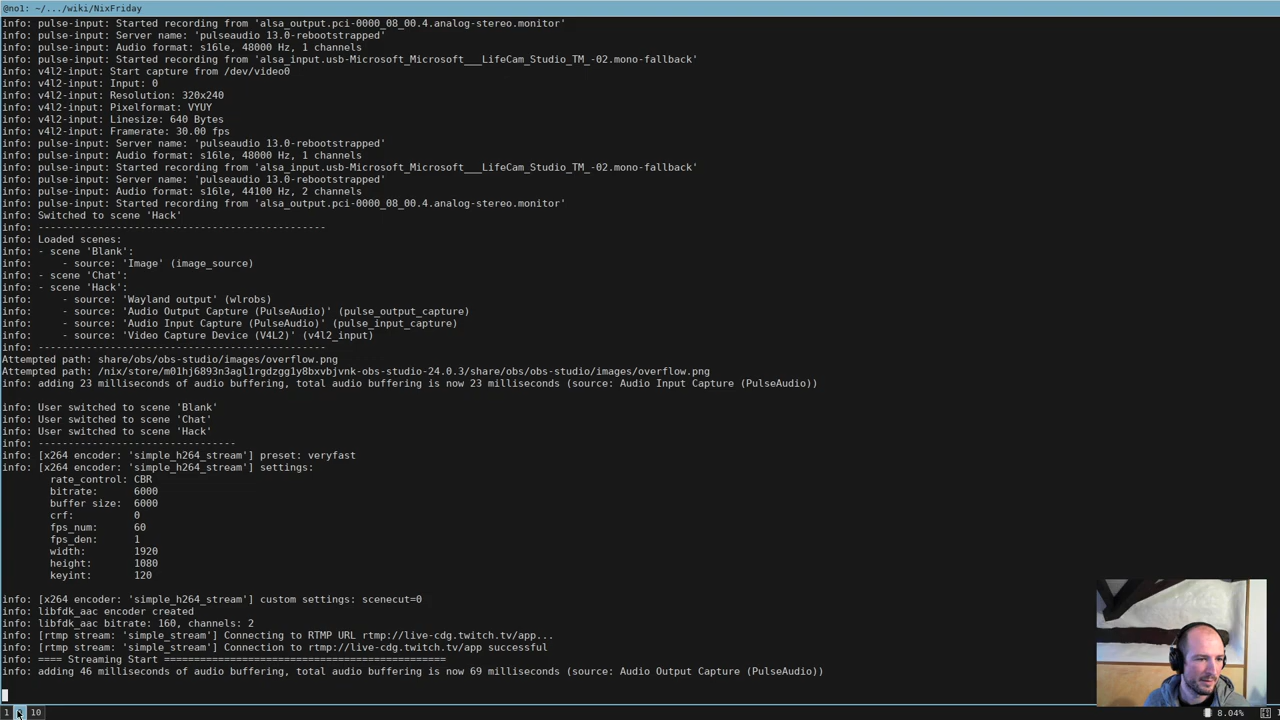 @no1: ~/.../wiki/NixFriday
info: pulse-input: Started recording from 'alsa_output.pci-0000_08_00.4.analog-stereo.monitor'
info: pulse-input: Server name: 'pulseaudio 13.0-rebootstrapped'
info: pulse-input: Audio format: s16le, 48000 Hz, 1 channels
info: pulse-input: Started recording from 'alsa_input.usb-Microsoft_Microsoft___LifeCam_Studio_TM_-02.mono-fallback'
info: v4l2-input: Start capture from /dev/video0
info: v4l2-input: Input: 0
info: v4l2-input: Resolution: 320x240
info: v4l2-input: Pixelformat: VYUY
info: v4l2-input: Linesize: 640 Bytes
info: v4l2-input: Framerate: 30.00 fps
info: pulse-input: Server name: 'pulseaudio 13.0-rebootstrapped'
info: pulse-input: Audio format: s16le, 48000 Hz, 1 channels
info: pulse-input: Started recording from 'alsa_input.usb-Microsoft_Microsoft___LifeCam_Studio_TM_-02.mono-fallback'
info: pulse-input: Server name: 'pulseaudio 13.0-rebootstrapped'
info: pulse-input: Audio format: s16le, 44100 Hz, 2 channels
info: pulse-input: Started recording from 'alsa_output.pci-0000_08_00.4.analog-stereo.monitor'
info: Switched to scene 'Hack'
info: ------------------------------------------------
info: Loaded scenes:
info: - scene 'Blank':
info:     - source: 'Image' (image_source)
info: - scene 'Chat':
info: - scene 'Hack':
info:     - source: 'Wayland output' (wlrobs)
info:     - source: 'Audio Output Capture (PulseAudio)' (pulse_output_capture)
info:     - source: 'Audio Input Capture (PulseAudio)' (pulse_input_capture)
info:     - source: 'Video Capture Device (V4L2)' (v4l2_input)
info: ------------------------------------------------
Attempted path: share/obs/obs-studio/images/overflow.png
Attempted path: /nix/store/m01hj6893n3agl1rgdzgg1y8bxvbjvnk-obs-studio-24.0.3/share/obs/obs-studio/images/overflow.png
info: adding 23 milliseconds of audio buffering, total audio buffering is now 23 milliseconds (source: Audio Input Capture (PulseAudio))
info: User switched to scene 'Blank'
info: User switched to scene 'Chat'
info: User switched to scene 'Hack'
info: ---------------------------------
info: [x264 encoder: 'simple_h264_stream'] preset: veryfast
info: [x264 encoder: 'simple_h264_stream'] settings:
rate_control: CBR
bitrate:      6000
buffer size:  6000
crf:          0
fps_num:      60
fps_den:      1
width:        1920
height:       1080
keyint:       120
info: [x264 encoder: 'simple_h264_stream'] custom settings: scenecut=0
info: libfdk_aac encoder created
info: libfdk_aac bitrate: 160, channels: 2
info: [rtmp stream: 'simple_stream'] Connecting to RTMP URL rtmp://live-cdg.twitch.tv/app...
info: [rtmp stream: 'simple_stream'] Connection to rtmp://live-cdg.twitch.tv/app successful
info: ==== Streaming Start ===============================================
info: adding 46 milliseconds of audio buffering, total audio buffering is now 69 milliseconds (source: Audio Output Capture (PulseAudio))
1 10 8.04%